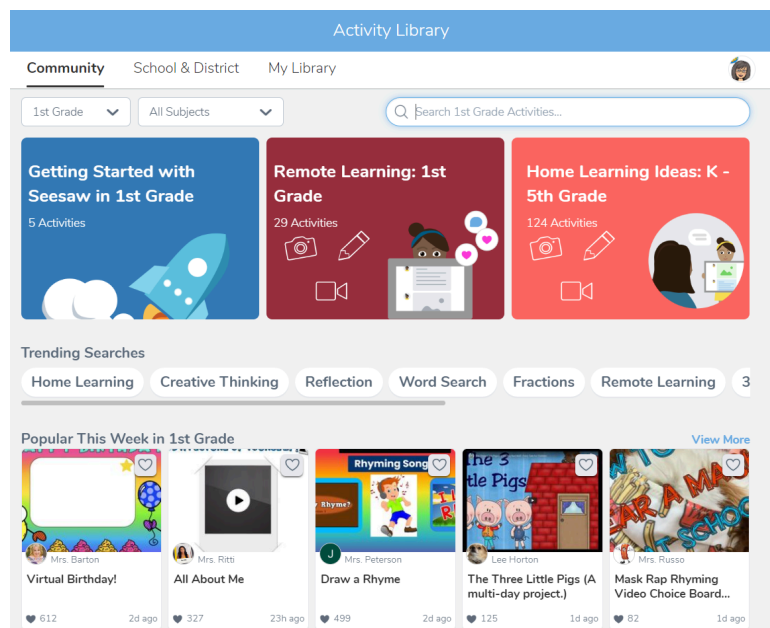 Activity Library
Community School & District My Library
1st Grade All Subjects Search 1st Grade Activities...
Getting Started with
Seesaw in 1st Grade
5 Activities
Remote Learning: 1st
Grade
29 Activities
Home Learning Ideas: K -
5th Grade
124 Activities
Trending Searches
Home Learning Creative Thinking Reflection Word Search Fractions Remote Learning 3
Popular This Week in 1st Grade View More
Rhyming Song
Rhyme?
The 3
tle Pigs
J
Mrs. Barton Mrs. Ritti Mrs. Peterson Lee Horton Mrs. Russo
Virtual Birthday!
All About Me
Draw a Rhyme
The Three Little Pigs (A
multi-day project.)
Mask Rap Rhyming
Video Choice Board...
612 2d ago 327 23h ago 499 2d ago 125 1d ago 82 1d ago